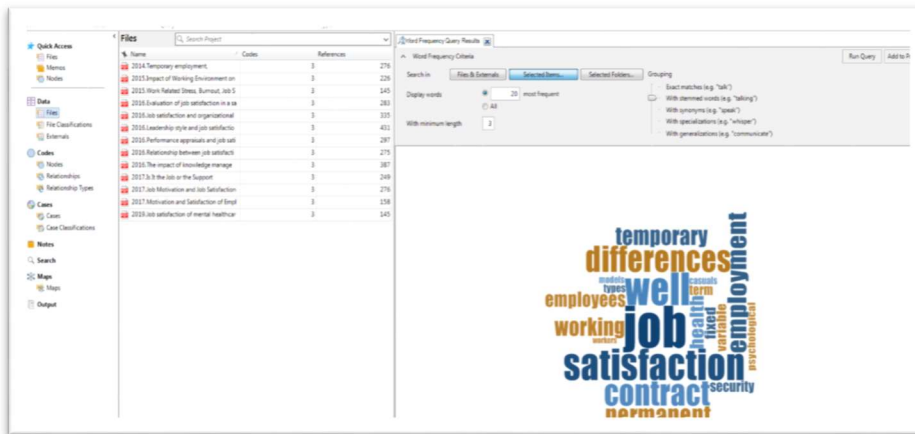 Quick Access
Files
Memos
Nodes
Data
Files
File Classifications
Externals
Codes
Nodes
Relationships
Relationship Types
Cases
Cases
Case Classifications
Notes
Search
Maps
Maps
Output
Files
Search Project
Name Codes References
2014.Temporary employment, 3 276
2015.Impact of Working Environment on 3 226
2015.Work Related Stress, Burnout, Job S 3 145
2016.Evaluation of job satisfaction in a sa 3 283
2016.Job satisfaction and organizational 3 335
2016.Leadership style and job satisfactio 3 431
2016.Performance appraisals and job sati 3 297
2016.Relationship between job satisfacti 3 275
2016.The impact of knowledge manage 3 387
2017.Is It the Job or the Support 3 249
2017.Job Motivation and Job Satisfaction 3 276
2017.Motivation and Satisfaction of Empl 3 158
2019.Job satisfaction of mental healthcar 3 145
Word Frequency Query Results
Word Frequency Criteria
Run Query Add to P
Search in Files & Externals Selected Items... Selected Folders... Grouping
Display words 20 most frequent
All
With minimum length 3
Exact matches (e.g. "talk")
With stemmed words (e.g. "talking")
With synonyms (e.g. "speak")
With specializations (e.g. "whisper")
With generalizations (e.g. "communicate")
temporary
differences
models
casuals
types
well
term
employees
employment
working
workers
job
health
fixed
variable
psychological
satisfaction
contract
security
permanent